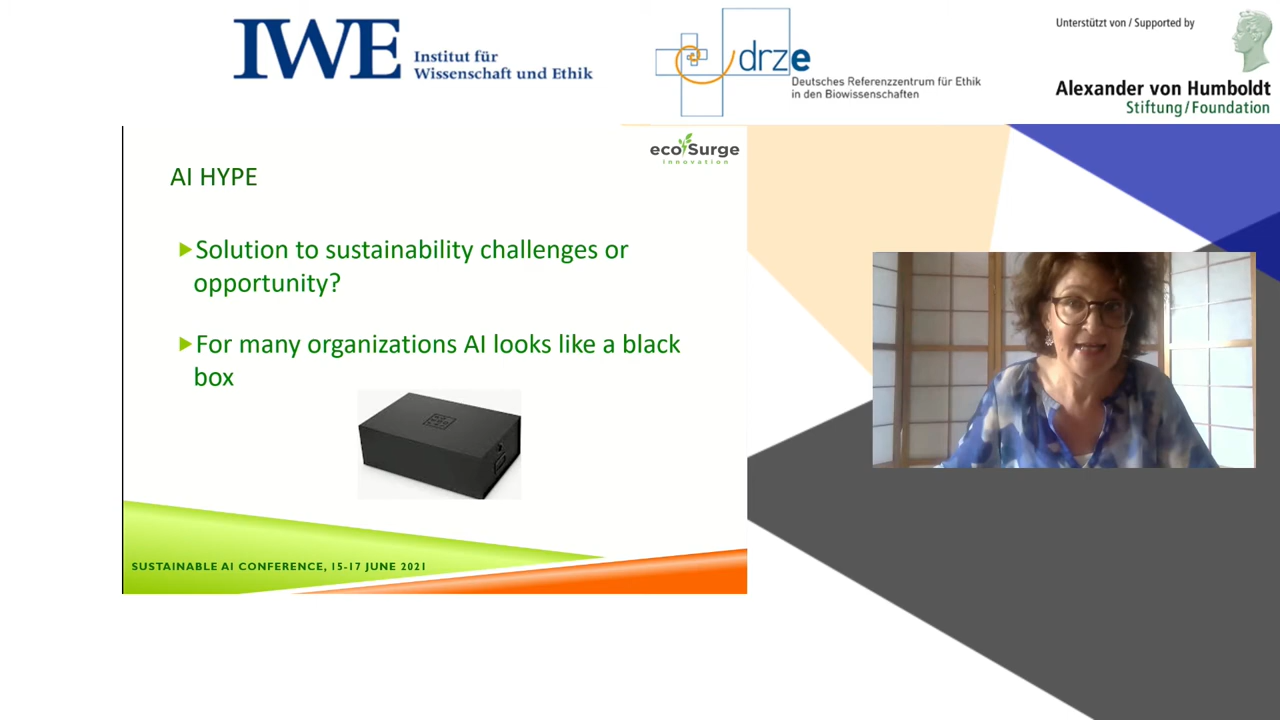 IWE Institut für
Wissenschaft und Ethik
drze
Deutsches Referenzzentrum für Ethik
in den Biowissenschaften
Unterstützt von / Supported by
Alexander von Humboldt
Stiftung/Foundation
ecoSurge
innovation
AI HYPE
Solution to sustainability challenges or
opportunity?
For many organizations AI looks like a black
box
SUSTAINABLE AI CONFERENCE, 15-17 JUNE 2021